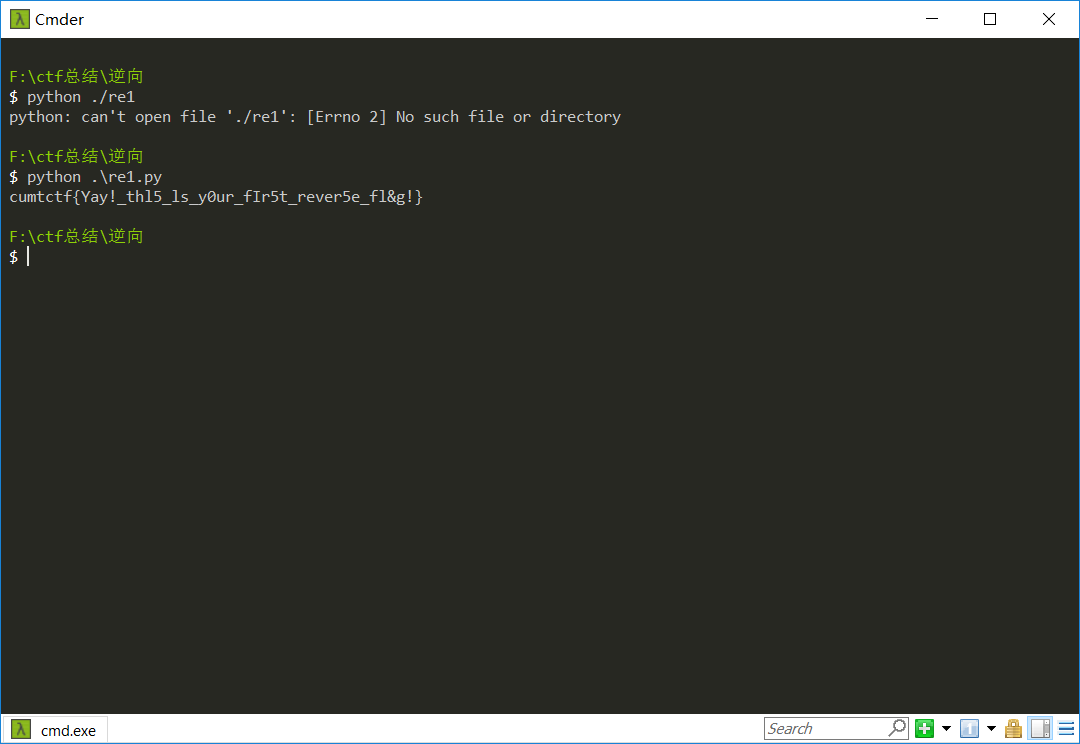 Cmder
F:\ctf总结\逆向
$ python ./re1
python: can't open file './re1': [Errno 2] No such file or directory
F:\ctf总结\逆向
$ python .\re1.py
cumtctf{Yay!_thl5_ls_y0ur_fIr5t_rever5e_fl&g!}
F:\ctf总结\逆向
$
cmd.exe
Search